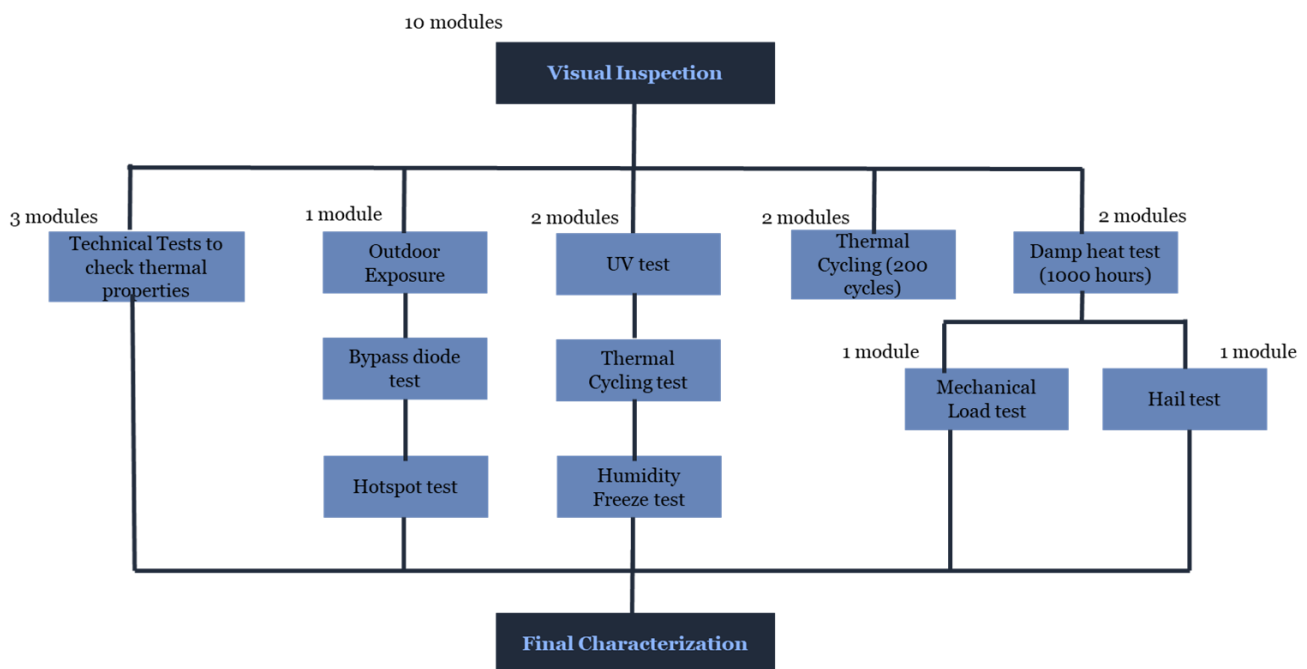 10 modules
Visual Inspection
3 modules
Technical Tests to
check thermal
properties
1 module
Outdoor
Exposure
Bypass diode
test
Hotspot test
2 modules
UV test
Thermal
Cycling test
Humidity
Freeze test
2 modules
Thermal
Cycling (200
cycles)
2 modules
Damp heat test
(1000 hours)
1 module
Mechanical
Load test
1 module
Hail test
Final Characterization